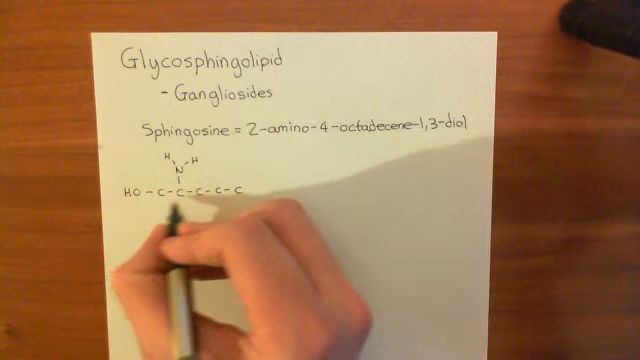 Glycosphingolipid
- Gangliosides
Sphingosine = 2-amino-4-octadecene-1,3-diol
H H
N
HO-C-C-C-C-C